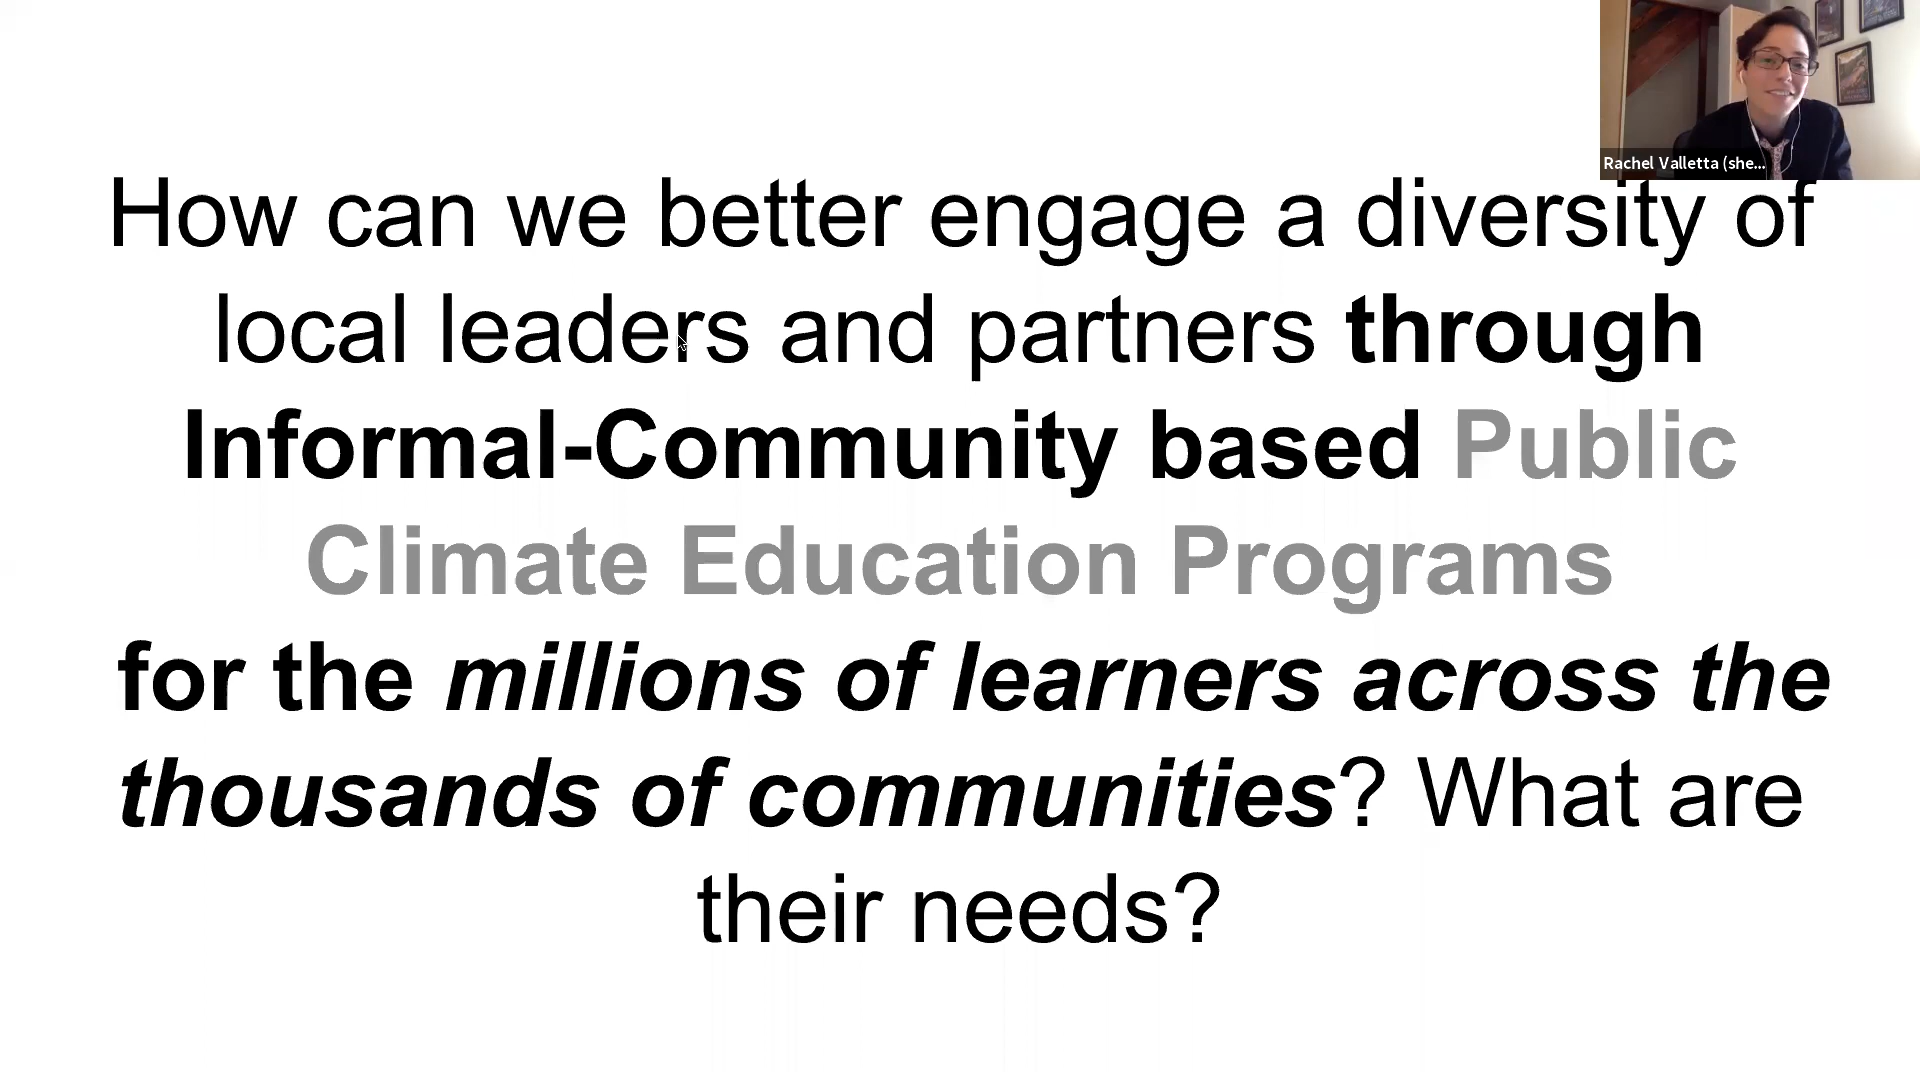 Rachel Valletta (she...
How can we better engage a diversity of
local leaders and partners through
Informal-Community based Public
Climate Education Programs
for the millions of learners across the
thousands of communities? What are
their needs?